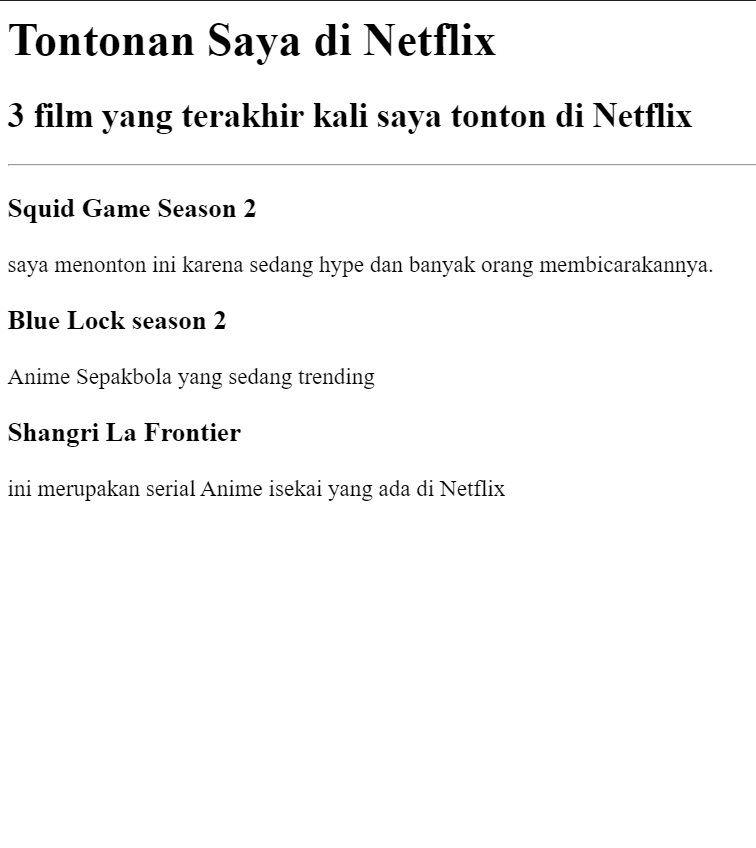 Tontonan Saya di Netflix
3 film yang terakhir kali saya tonton di Netflix
Squid Game Season 2
saya menonton ini karena sedang hype dan banyak orang membicarakannya.
Blue Lock season 2
Anime Sepakbola yang sedang trending
Shangri La Frontier
ini merupakan serial Anime isekai yang ada di Netflix